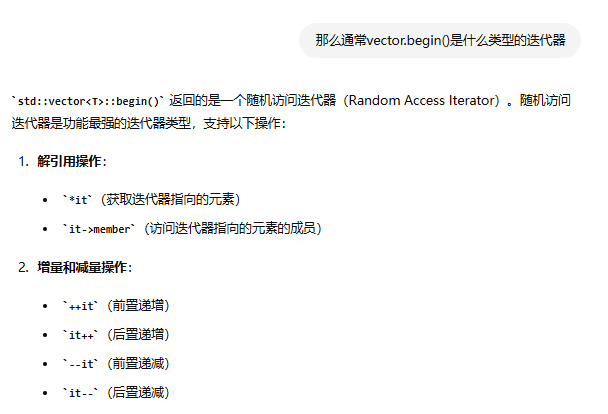 那么通常vector.begin()是什么类型的迭代器
`std::vector<T>::begin()` 返回的是一个随机访问迭代器（Random Access Iterator）。随机访问
迭代器是功能最强的迭代器类型，支持以下操作：
1. 解引用操作：
• `*it`（获取迭代器指向的元素）
• `it->member`（访问迭代器指向的元素的成员）
2. 增量和减量操作：
• `++it`（前置递增）
• `it++`（后置递增）
• `--it`（前置递减）
• `it--`（后置递减）